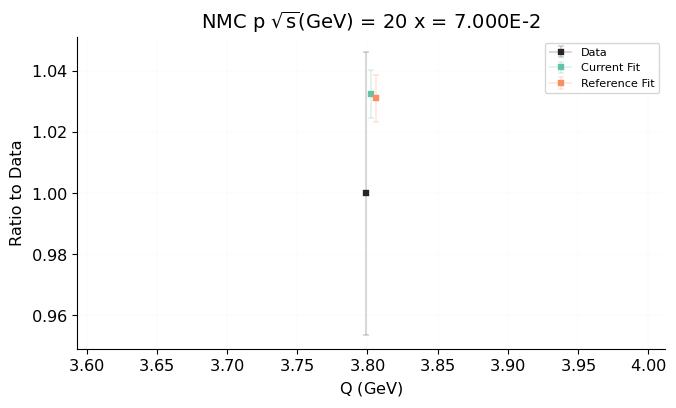 NMC p √s(GeV) = 20 x = 7.000E-2
Ratio to Data
1.04
1.02
1.00
0.98
0.96
Data
Current Fit
Reference Fit
3.60 3.65 3.70 3.75 3.80 3.85 3.90 3.95 4.00
Q (GeV)